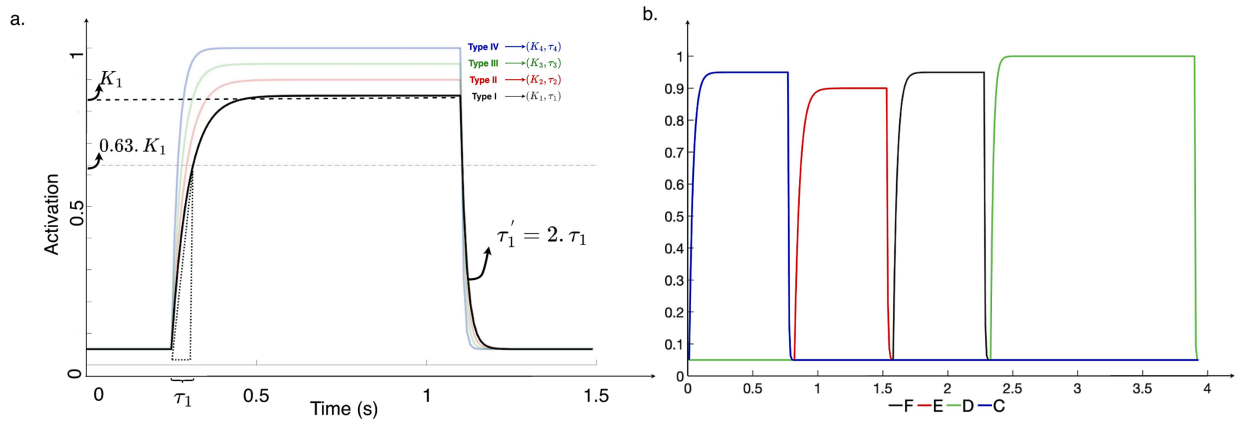 a.
1
K₁
0.63.K₁
0.5
0
Activation
Type IV → (K₄, τ₄)
Type III → (K₃, τ₃)
Type II → (K₂, τ₂)
Type I → (K₁, τ₁)
τ₁′ = 2.τ₁
0 0.5 1 1.5
τ₁
Time (s)
b.
1
0.9
0.8
0.7
0.6
0.5
0.4
0.3
0.2
0.1
0
0 0.5 1 1.5 2 2.5 3 3.5 4
F E D C